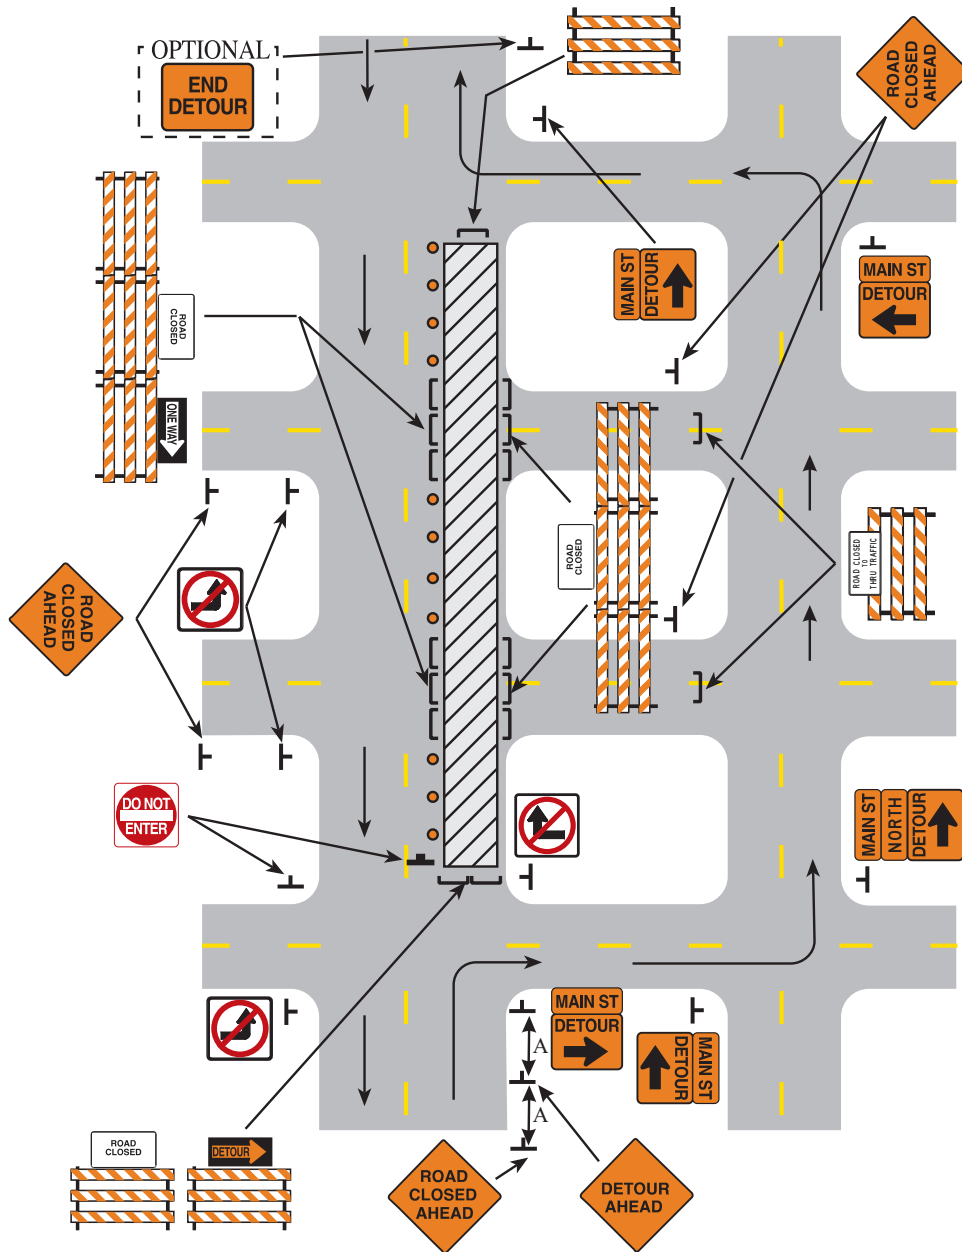 OPTIONAL
END
DETOUR
ROAD
CLOSED
AHEAD
MAIN ST
DETOUR
MAIN ST
DETOUR
ROAD
CLOSED
ONE WAY
ROAD
CLOSED
ROAD CLOSED
TO
THRU TRAFFIC
ROAD
CLOSED
AHEAD
DO NOT
ENTER
MAIN ST
NORTH
DETOUR
MAIN ST
DETOUR
A
MAIN ST
DETOUR
A
ROAD
CLOSED
DETOUR
ROAD
CLOSED
AHEAD
DETOUR
AHEAD